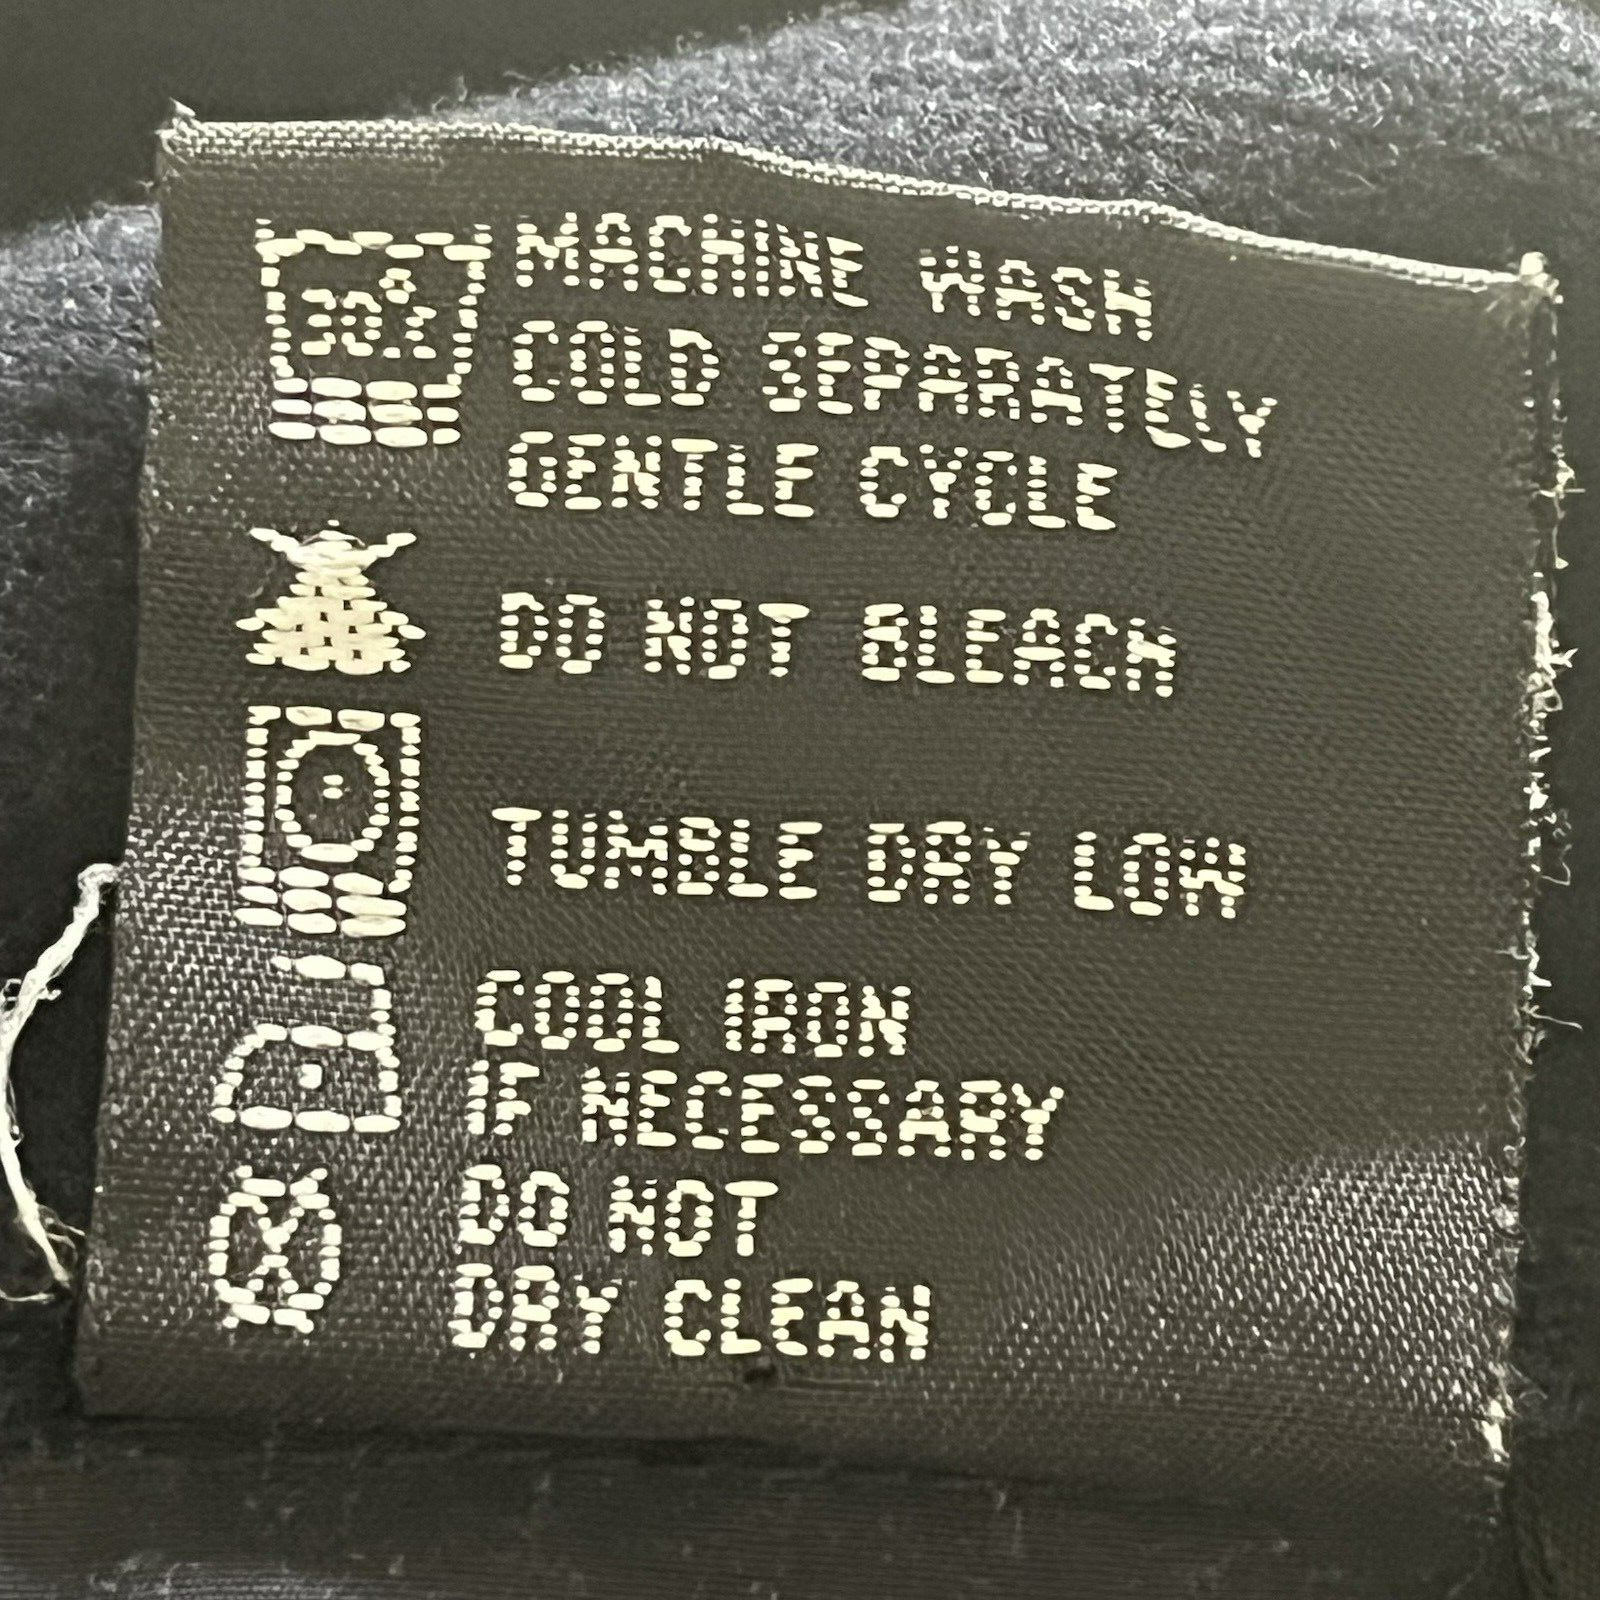 30°C
MACHINE WASH
COLD SEPARATELY
GENTLE CYCLE
DO NOT BLEACH
TUMBLE DRY LOW
COOL IRON
IF NECESSARY
DO NOT
DRY CLEAN